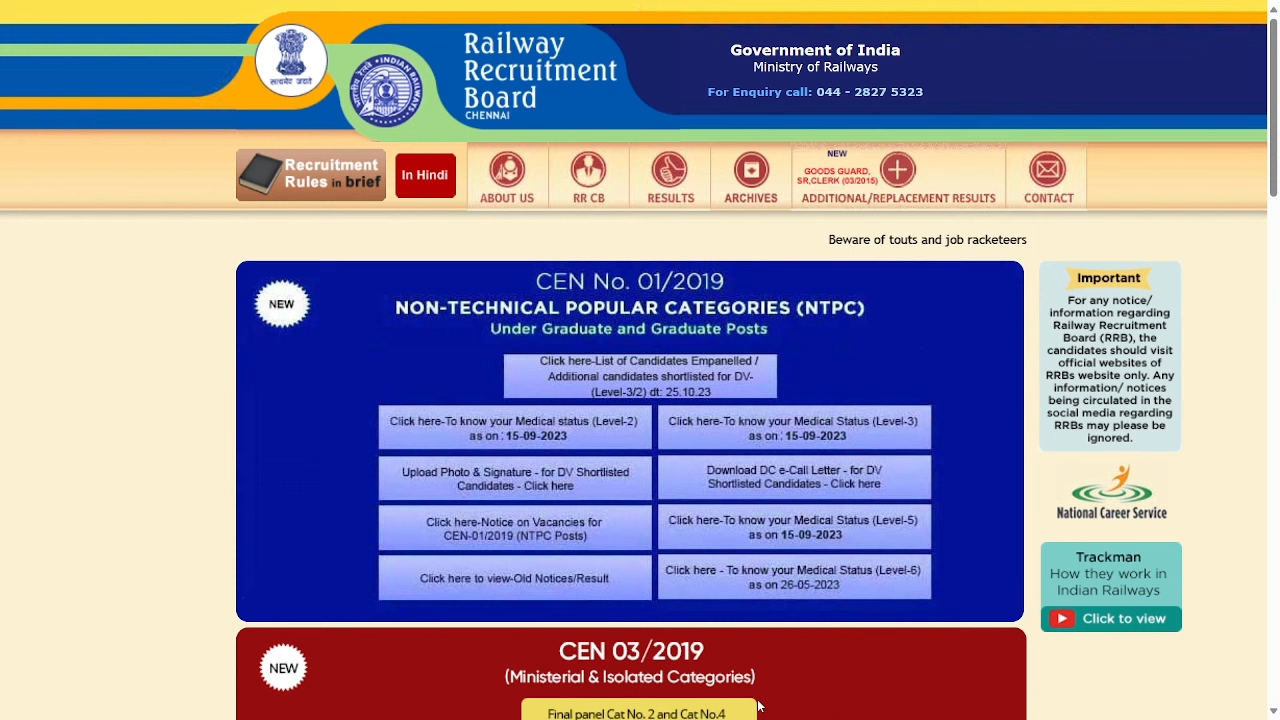 सत्यमेव जयते
Railway
Recruitment
Board
CHENNAI
Government of India
Ministry of Railways
For Enquiry call: 044 - 2827 5323
Recruitment
Rules in brief
In Hindi
ABOUT US
RR CB
RESULTS
ARCHIVES
NEW
GOODS GUARD,
SR,CLERK (03/2015)
ADDITIONAL/REPLACEMENT RESULTS
CONTACT
Beware of touts and job racketeers
NEW
CEN No. 01/2019
NON-TECHNICAL POPULAR CATEGORIES (NTPC)
Under Graduate and Graduate Posts
Click here-List of Candidates Empanelled /
Additional candidates shortlisted for DV-
(Level-3/2) dt: 25.10.23
Click here-To know your Medical status (Level-2)
as on : 15-09-2023
Click here-To know your Medical Status (Level-3)
as on : 15-09-2023
Upload Photo & Signature - for DV Shortlisted
Candidates - Click here
Download DC e-Call Letter - for DV
Shortlisted Candidates - Click here
Click here-Notice on Vacancies for
CEN-01/2019 (NTPC Posts)
Click here-To know your Medical Status (Level-5)
as on 15-09-2023
Click here to view-Old Notices/Result
Click here - To know your Medical Status (Level-6)
as on 26-05-2023
Important
For any notice/
information regarding
Railway Recruitment
Board (RRB), the
candidates should visit
official websites of
RRBs website only. Any
information/ notices
being circulated in the
social media regarding
RRBs may please be
ignored.
National Career Service
Trackman
How they work in
Indian Railways
Click to view
NEW
CEN 03/2019
(Ministerial & Isolated Categories)
Final panel Cat No. 2 and Cat No.4